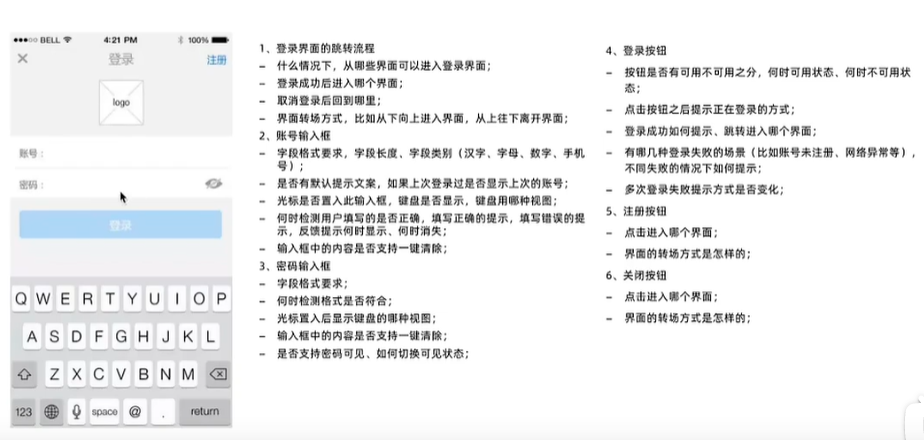 BELL 4:21 PM 100%
登录 注册
logo
账号：
密码：
登录
Q W E R T Y U I O P
A S D F G H J K L
Z X C V B N M
123 space @ . return
1、登录界面的跳转流程
– 什么情况下，从哪些界面可以进入登录界面；
– 登录成功后进入哪个界面；
– 取消登录后回到哪里；
– 界面转场方式，比如从下向上进入界面，从上往下离开界面；
2、账号输入框
– 字段格式要求，字段长度、字段类别（汉字、字母、数字、手机
号）；
– 是否有默认提示文案，如果上次登录过是否显示上次的账号；
– 光标是否置入此输入框，键盘是否显示，键盘用哪种视图；
– 何时检测用户填写的是否正确，填写正确的提示，填写错误的提
示，反馈提示何时显示、何时消失；
– 输入框中的内容是否支持一键清除；
3、密码输入框
– 字段格式要求；
– 何时检测格式是否符合；
– 光标置入后显示键盘的哪种视图；
– 输入框中的内容是否支持一键清除；
– 是否支持密码可见、如何切换可见状态；
4、登录按钮
– 按钮是否有可用不可用之分，何时可用状态、何时不可用状
态；
– 点击按钮之后提示正在登录的方式；
– 登录成功如何提示、跳转进入哪个界面；
– 有哪几种登录失败的场景（比如账号未注册、网络异常等），
不同失败的情况下如何提示；
– 多次登录失败提示方式是否变化；
5、注册按钮
– 点击进入哪个界面；
– 界面的转场方式是怎样的；
6、关闭按钮
– 点击进入哪个界面；
– 界面的转场方式是怎样的；